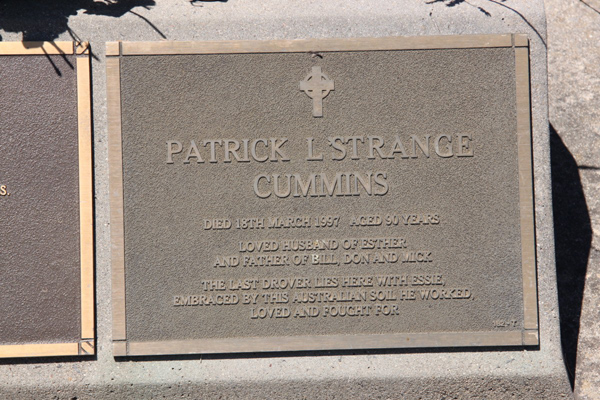 PATRICK L'STRANGE
CUMMINS
DIED 18TH MARCH 1997 AGED 90 YEARS
LOVED HUSBAND OF ESTHER
AND FATHER OF BILL, DON AND MICK
THE LAST DROVER LIES HERE WITH ESSIE,
EMBRACED BY THIS AUSTRALIAN SOIL HE WORKED,
LOVED AND FOUGHT FOR